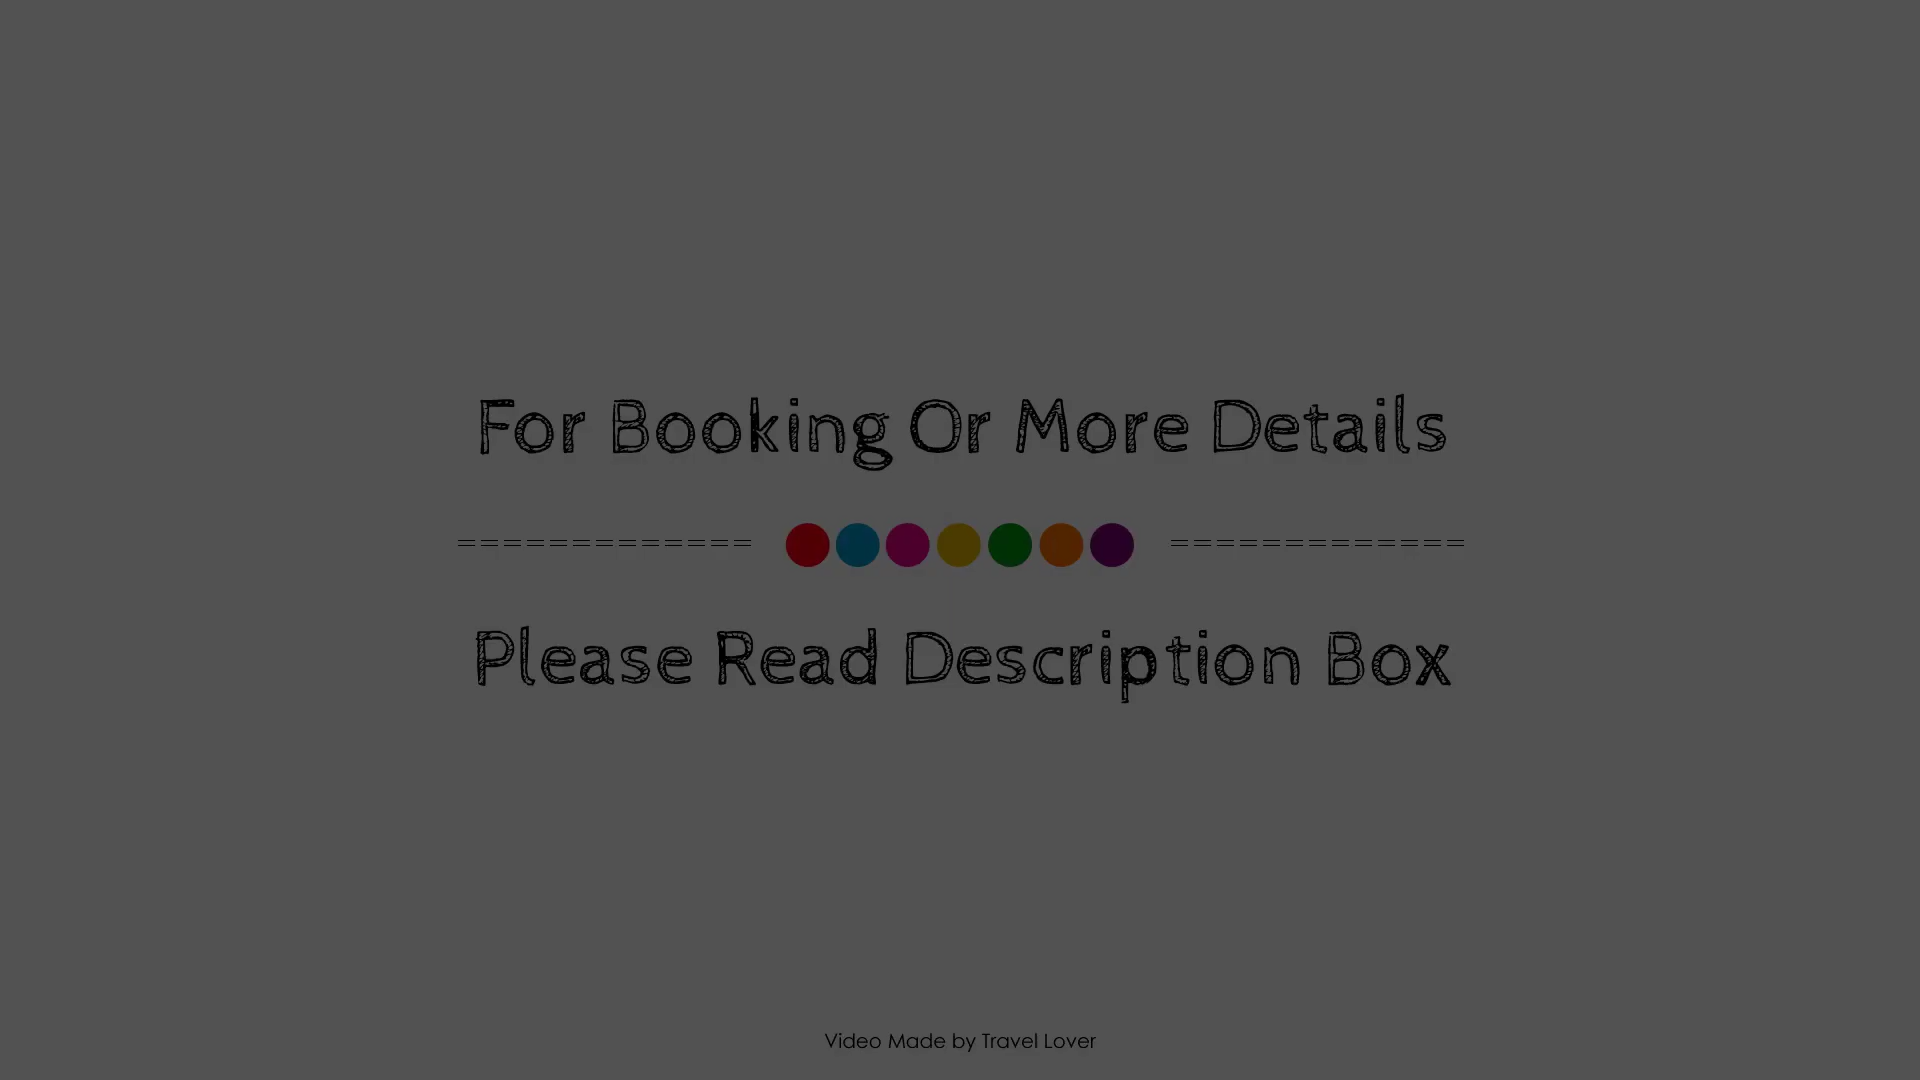 For Booking Or More Details
============= =============
Please Read Description Box
Video Made by Travel Lover